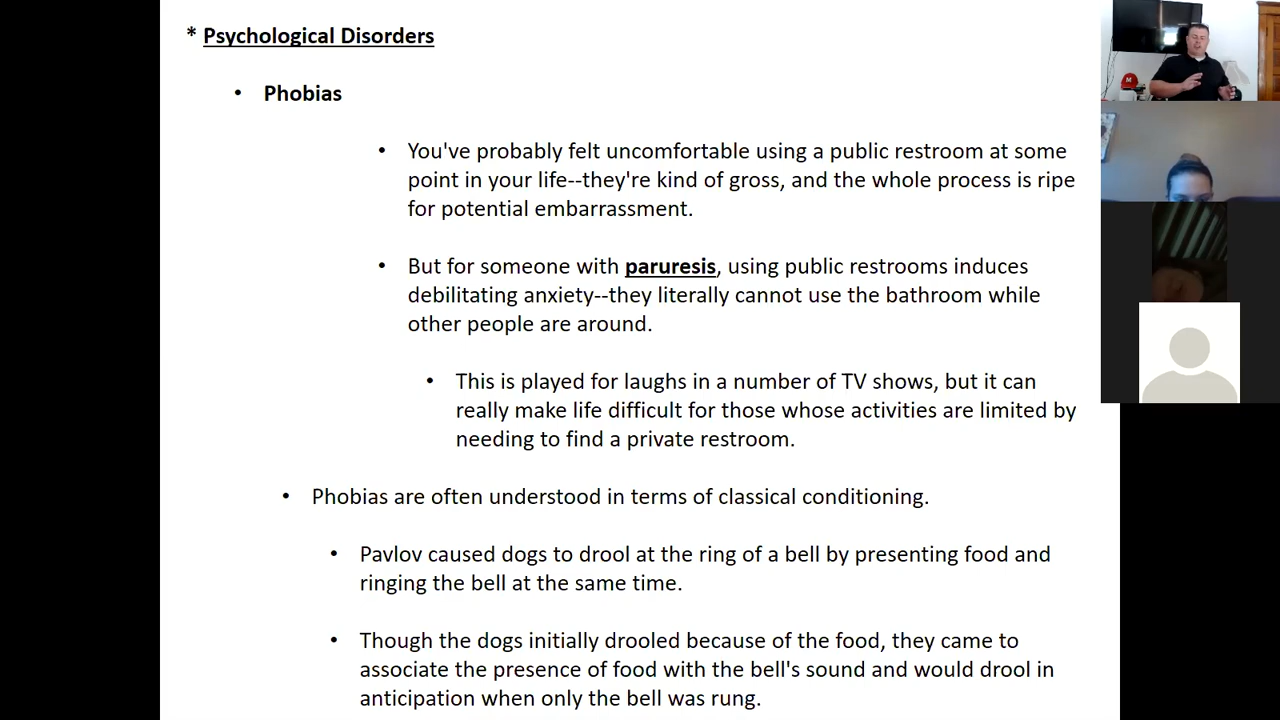 * Psychological Disorders
• Phobias
• You've probably felt uncomfortable using a public restroom at some
point in your life--they're kind of gross, and the whole process is ripe
for potential embarrassment.
• But for someone with paruresis, using public restrooms induces
debilitating anxiety--they literally cannot use the bathroom while
other people are around.
• This is played for laughs in a number of TV shows, but it can
really make life difficult for those whose activities are limited by
needing to find a private restroom.
• Phobias are often understood in terms of classical conditioning.
• Pavlov caused dogs to drool at the ring of a bell by presenting food and
ringing the bell at the same time.
• Though the dogs initially drooled because of the food, they came to
associate the presence of food with the bell's sound and would drool in
anticipation when only the bell was rung.
M